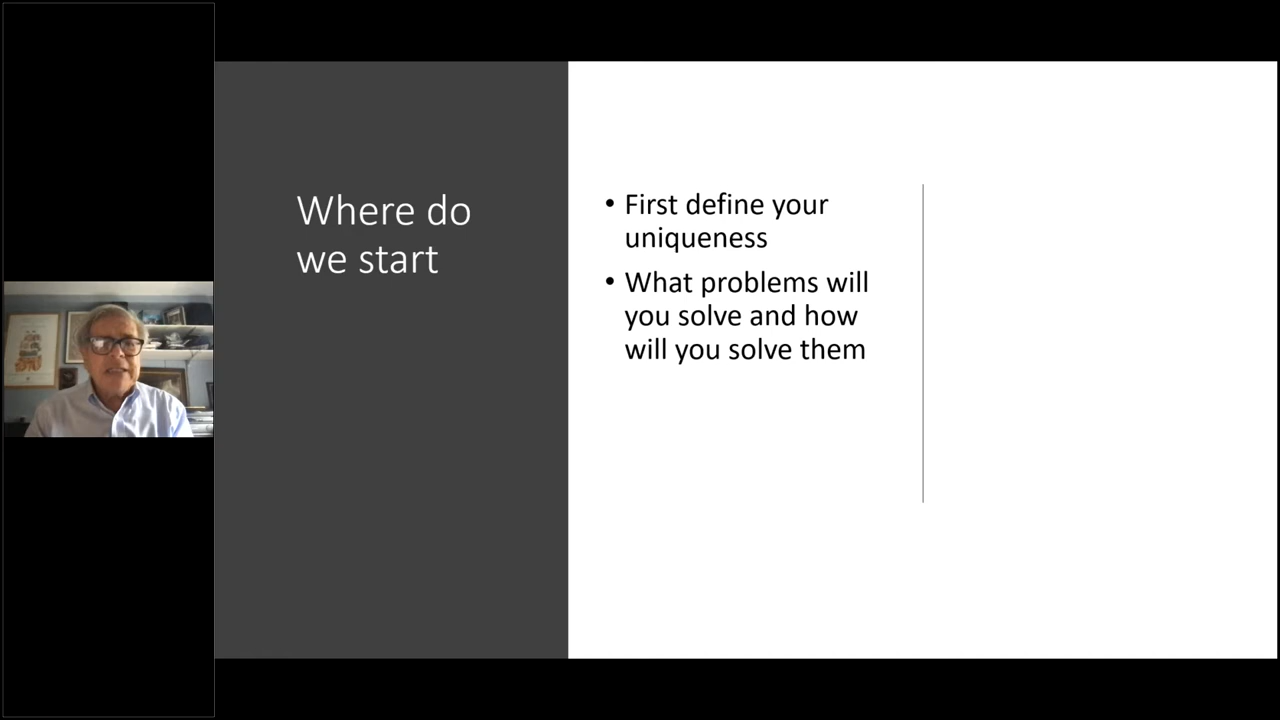 Where do
we start
• First define your
uniqueness
• What problems will
you solve and how
will you solve them